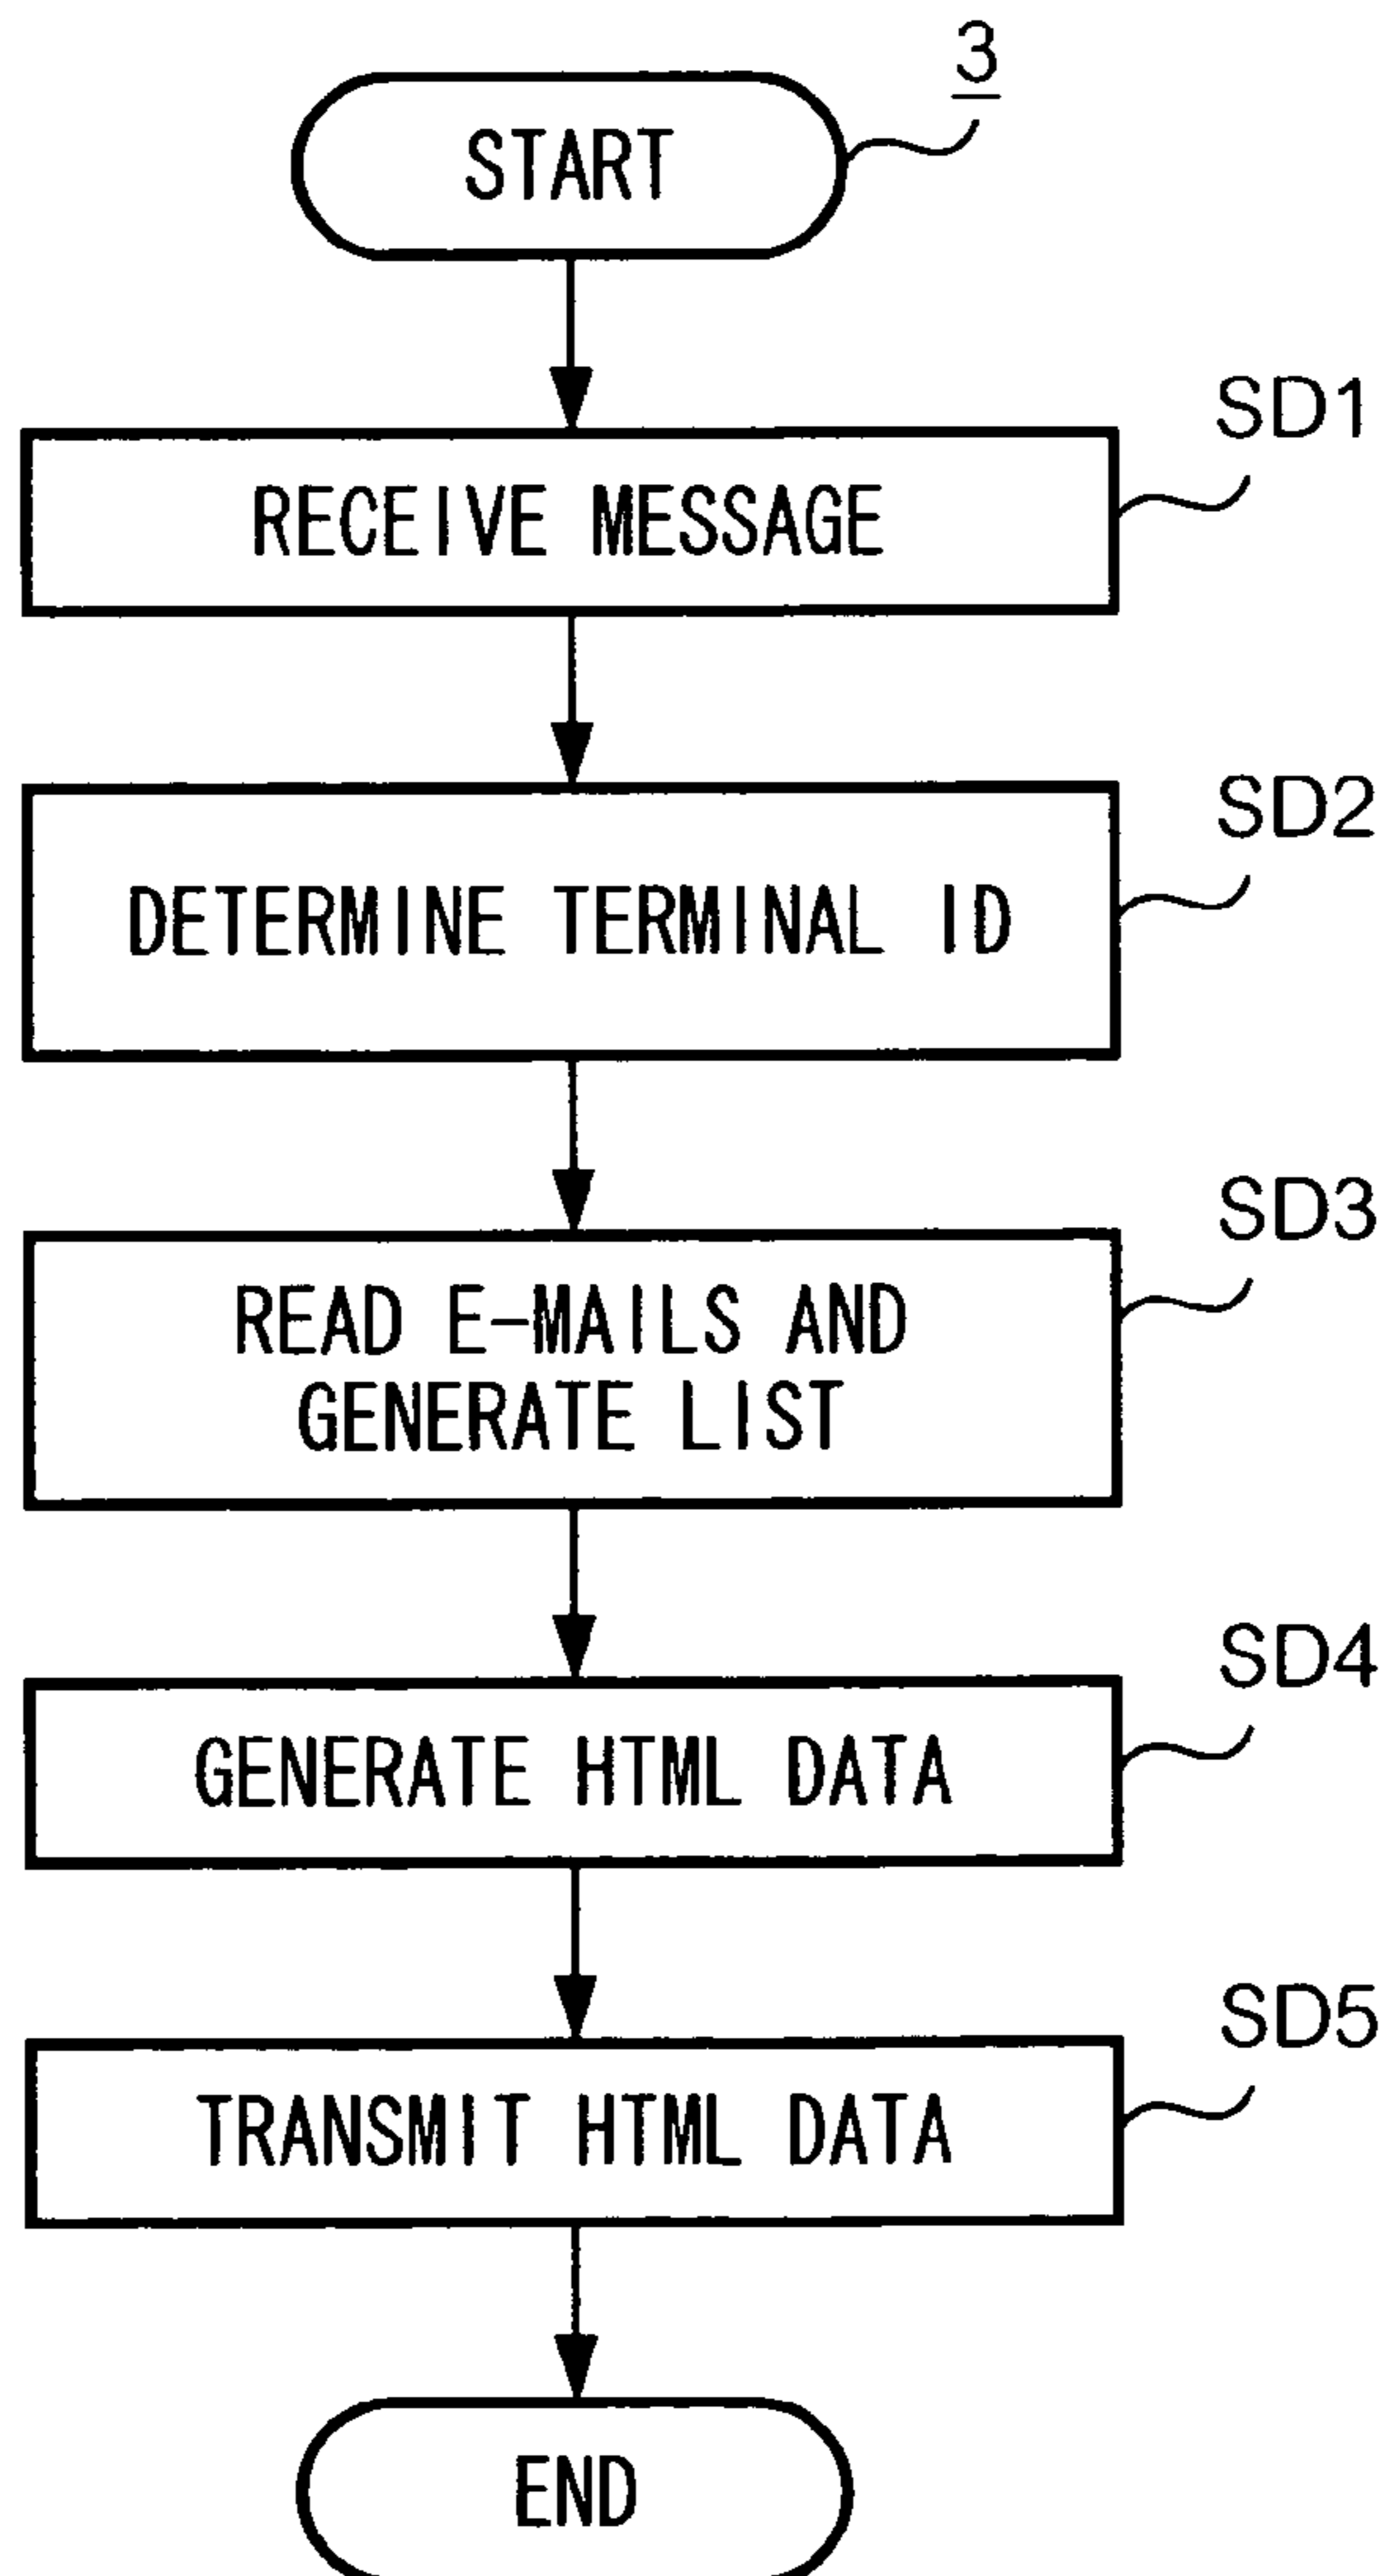 3
START
SD1
RECEIVE MESSAGE
SD2
DETERMINE TERMINAL ID
SD3
READ E-MAILS AND
GENERATE LIST
SD4
GENERATE HTML DATA
SD5
TRANSMIT HTML DATA
END